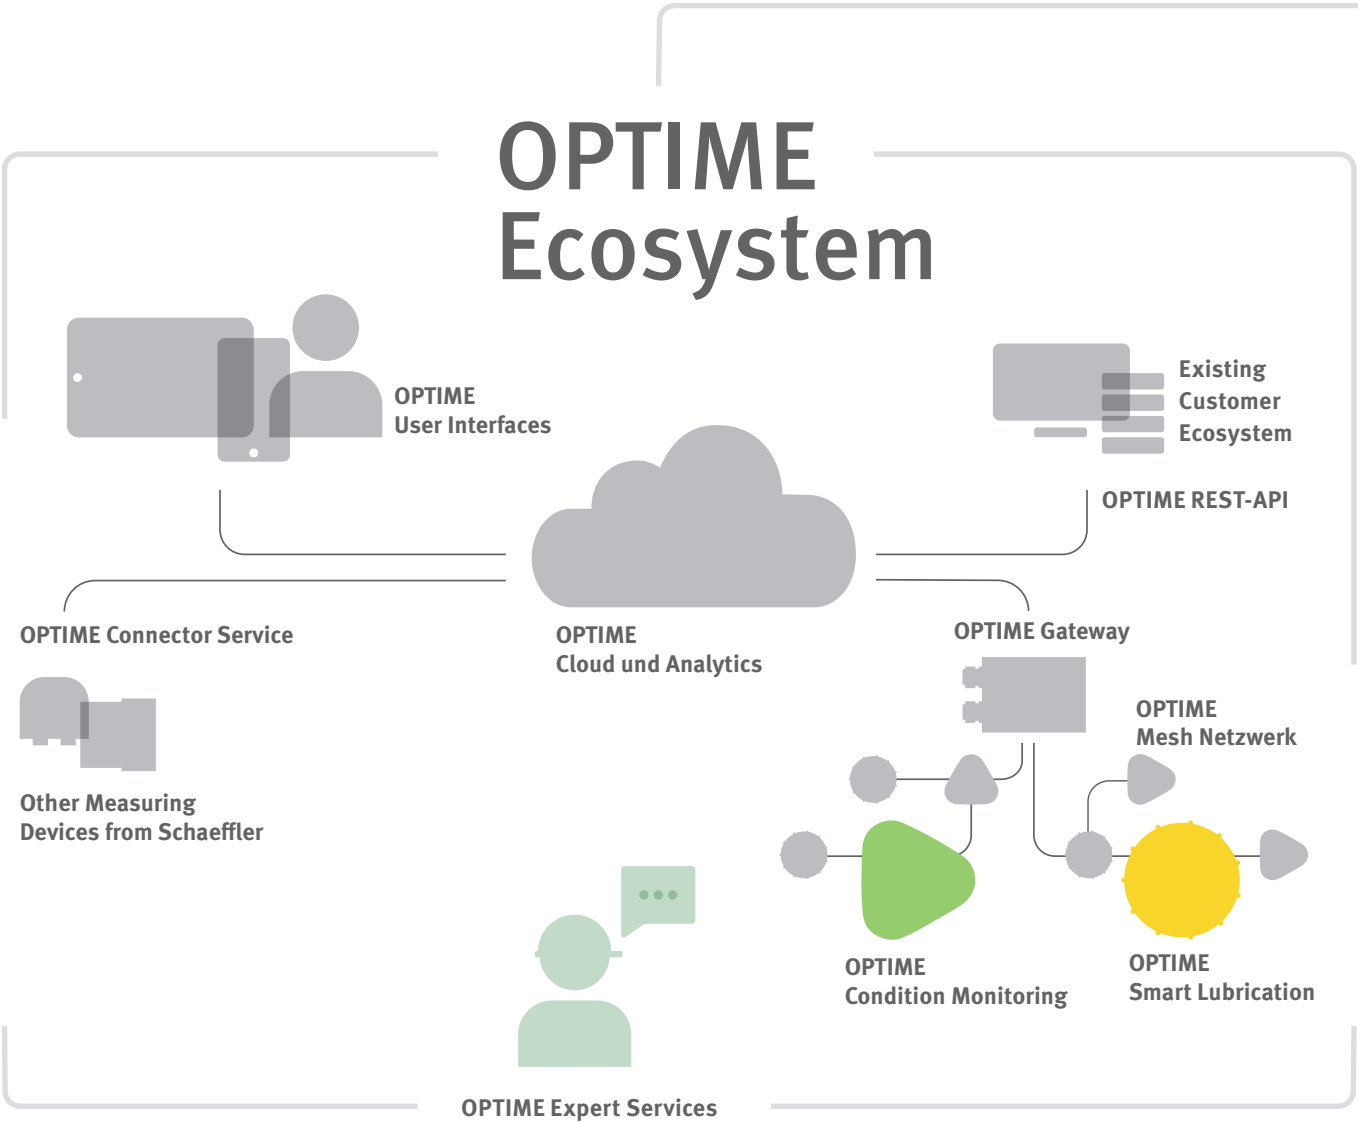 OPTIME
Ecosystem
OPTIME
User Interfaces
Existing
Customer
Ecosystem
OPTIME REST-API
OPTIME Connector Service
OPTIME
Cloud und Analytics
OPTIME Gateway
OPTIME
Mesh Netzwerk
Other Measuring
Devices from Schaeffler
OPTIME
Condition Monitoring
OPTIME
Smart Lubrication
OPTIME Expert Services